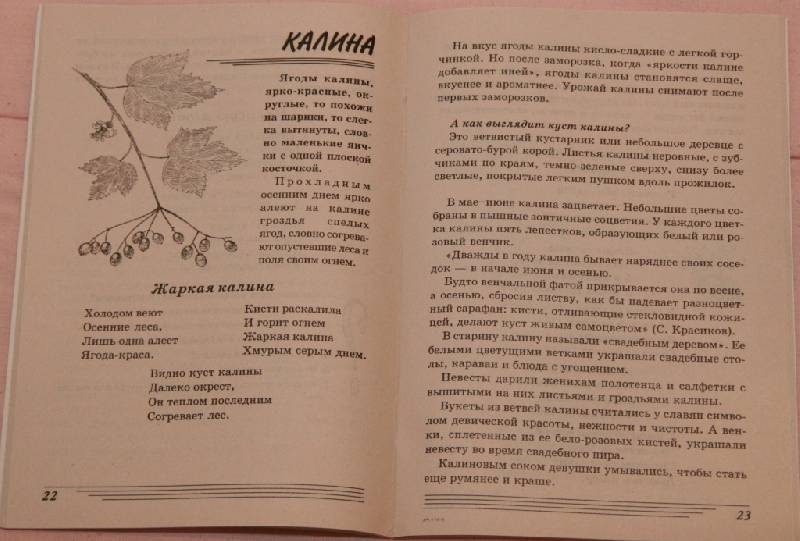 КАЛИНА
Ягоды калины,
ярко-красные, ок-
руглые, то похожи
на шарики, то слег-
ка вытянуты, слов-
но маленькие яич-
ки с одной плоской
косточкой.
Прохладным
осенним днем ярко
алеют на калине
гроздья спелых
ягод, словно согрева-
ют опустевшие леса и
поля своим огнем.
Жаркая калина
Холодом веют
Осенние леса.
Лишь одна алеет
Ягода-краса.
Кисти раскалила
И горит огнем
Жаркая калина
Хмурым серым днем.
Видно куст калины
Далеко окрест,
Он теплом последним
Согревает лес.
22
На вкус ягоды калины кисло-сладкие с легкой гор-
чинкой. Но после заморозка, когда «яркости калине
добавляет иней», ягоды калины становятся слаще,
вкуснее и ароматнее. Урожай калины снимают после
первых заморозков.
А как выглядит куст калины?
Это ветвистый кустарник или небольшое деревце с
серовато-бурой корой. Листья калины неровные, с зуб-
чиками по краям, темно-зеленые сверху, снизу более
светлые, покрытые легким пушком вдоль прожилок.
В мае–июне калина зацветает. Небольшие цветы со-
браны в пышные зонтичные соцветия. У каждого цвет-
ка калины пять лепестков, образующих белый или ро-
зовый венчик.
«Дважды в году калина бывает наряднее своих сосе-
док — в начале июня и осенью.
Будто венчальной фатой прикрывается она по весне,
а осенью, сбросив листву, как бы надевает разноцвет-
ный сарафан: кисти, отливающие стекловидной кожи-
цей, делают куст живым самоцветом» (С. Красиков).
В старину калину называли «свадебным деревом». Ее
белыми цветущими ветками украшали свадебные сто-
лы, караваи и блюда с угощением.
Невесты дарили женихам полотенца и салфетки с
вышитыми на них листьями и гроздьями калины.
Букеты из ветвей калины считались у славян симво-
лом девической красоты, нежности и чистоты. А вен-
ки, сплетенные из ее бело-розовых кистей, украшали
невесту во время свадебного пира.
Калиновым соком девушки умывались, чтобы стать
еще румянее и краше.
23